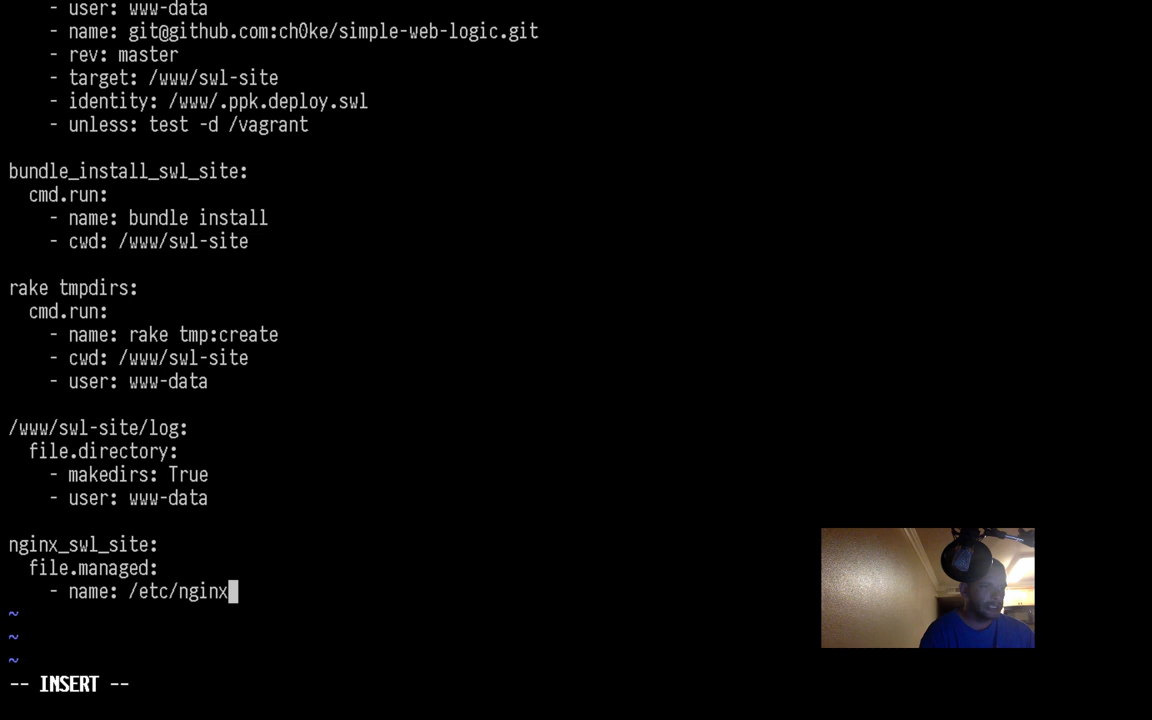 - user: www-data
- name: git@github.com:ch0ke/simple-web-logic.git
- rev: master
- target: /www/swl-site
- identity: /www/.ppk.deploy.swl
- unless: test -d /vagrant
bundle_install_swl_site:
cmd.run:
- name: bundle install
- cwd: /www/swl-site
rake tmpdirs:
cmd.run:
- name: rake tmp:create
- cwd: /www/swl-site
- user: www-data
/www/swl-site/log:
file.directory:
- makedirs: True
- user: www-data
nginx_swl_site:
file.managed:
- name: /etc/nginx
~
~
~
-- INSERT --